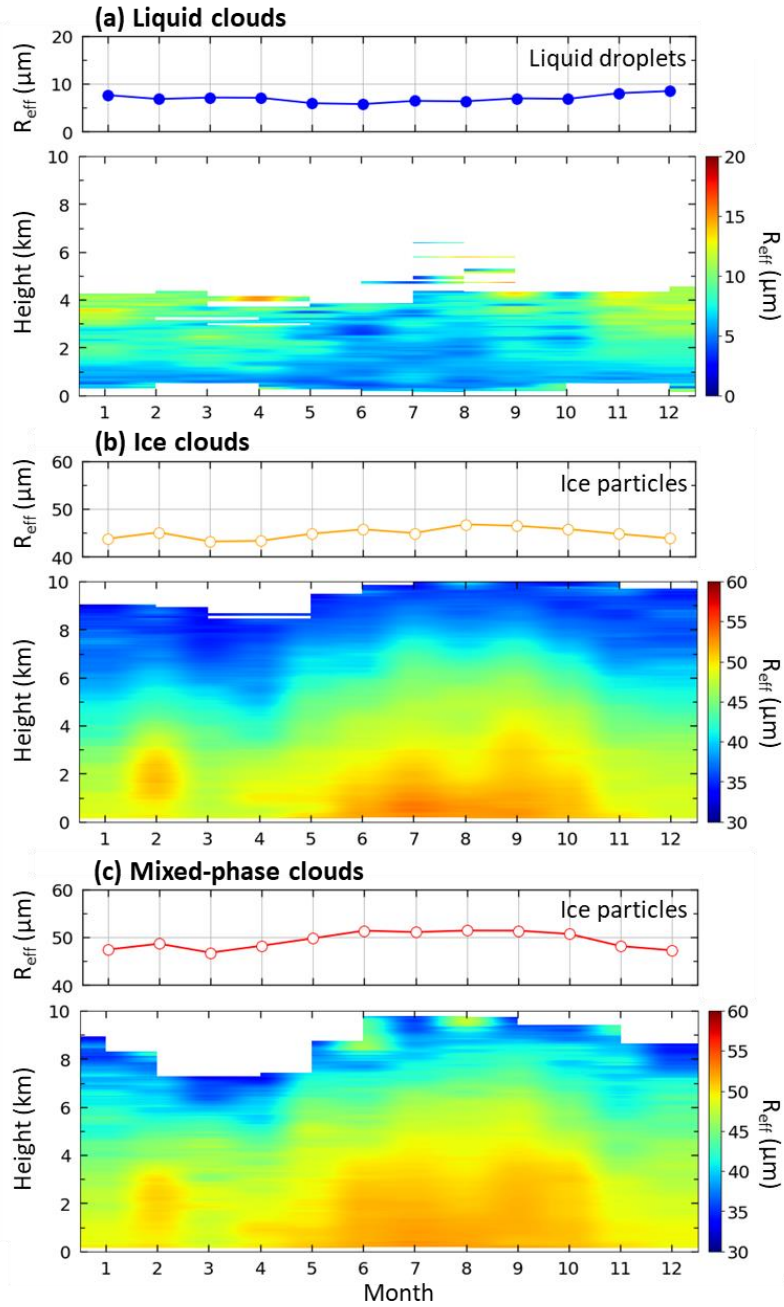 (a) Liquid clouds
20
10
0
R_eff (μm)
Liquid droplets
10
8
6
4
2
0
Height (km)
1 2 3 4 5 6 7 8 9 10 11 12
20
15
10
5
0
R_eff (μm)
(b) Ice clouds
60
50
40
R_eff (μm)
Ice particles
10
8
6
4
2
0
Height (km)
1 2 3 4 5 6 7 8 9 10 11 12
60
55
50
45
40
35
30
R_eff (μm)
(c) Mixed-phase clouds
60
50
40
R_eff (μm)
Ice particles
10
8
6
4
2
0
Height (km)
1 2 3 4 5 6 7 8 9 10 11 12
Month
60
55
50
45
40
35
30
R_eff (μm)